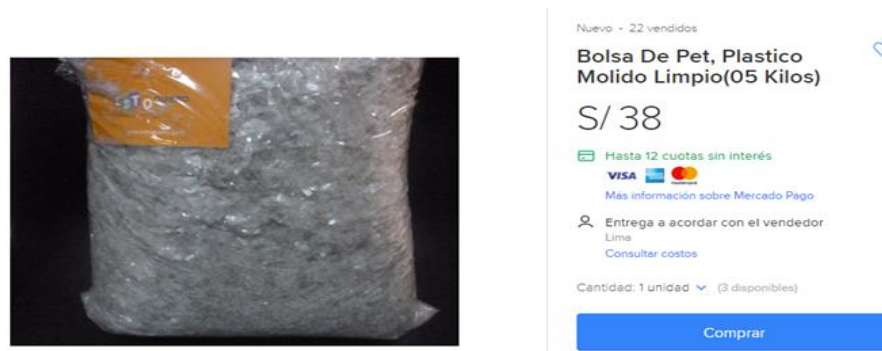 Nuevo - 22 vendidos
Bolsa De Pet, Plastico
Molido Limpio(05 Kilos)
S/ 38
Hasta 12 cuotas sin interés
VISA
Más información sobre Mercado Pago
Entrega a acordar con el vendedor
Lima
Consultar costos
Cantidad: 1 unidad (3 disponibles)
Comprar